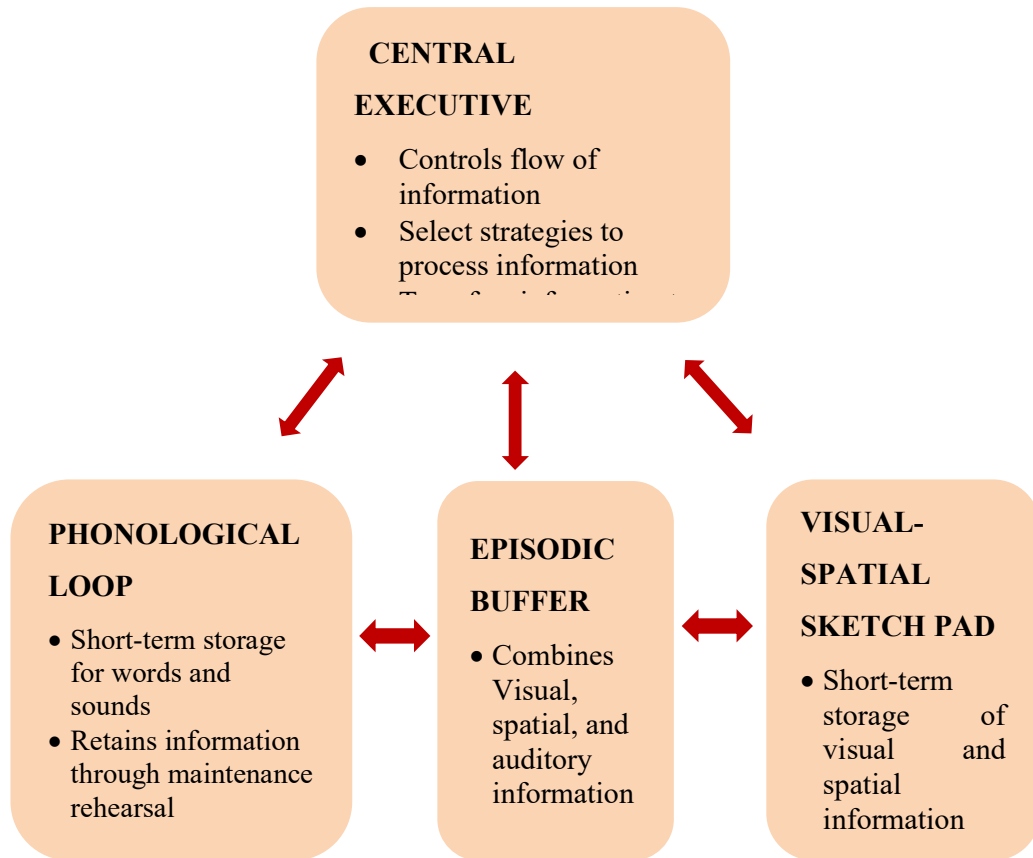 CENTRAL
EXECUTIVE
• Controls flow of
information
• Select strategies to
process information
PHONOLOGICAL
LOOP
• Short-term storage
for words and
sounds
• Retains information
through maintenance
rehearsal
EPISODIC
BUFFER
• Combines
Visual,
spatial, and
auditory
information
VISUAL-
SPATIAL
SKETCH PAD
• Short-term
storage of
visual and
spatial
information